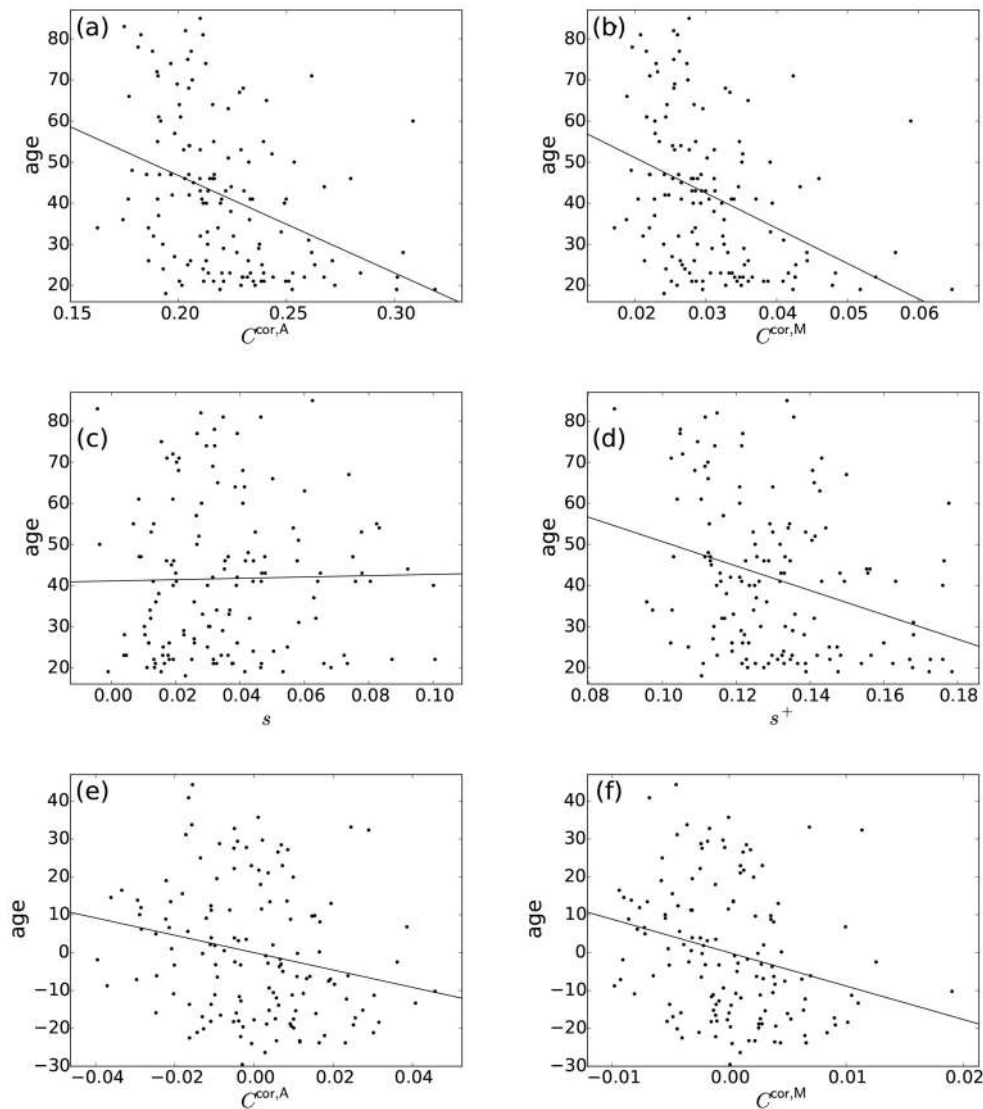 (a)
(b)
80
70
60
50
40
30
20
age
0.15 0.20 0.25 0.30
C^cor,A
80
70
60
50
40
30
20
age
0.02 0.03 0.04 0.05 0.06
C^cor,M
(c)
(d)
80
70
60
50
40
30
20
age
0.00 0.02 0.04 0.06 0.08 0.10
s
80
70
60
50
40
30
20
age
0.08 0.10 0.12 0.14 0.16 0.18
s^+
(e)
(f)
40
30
20
10
0
−10
−20
−30
age
−0.04 −0.02 0.00 0.02 0.04
C^cor,A
40
30
20
10
0
−10
−20
−30
age
−0.01 0.00 0.01 0.02
C^cor,M